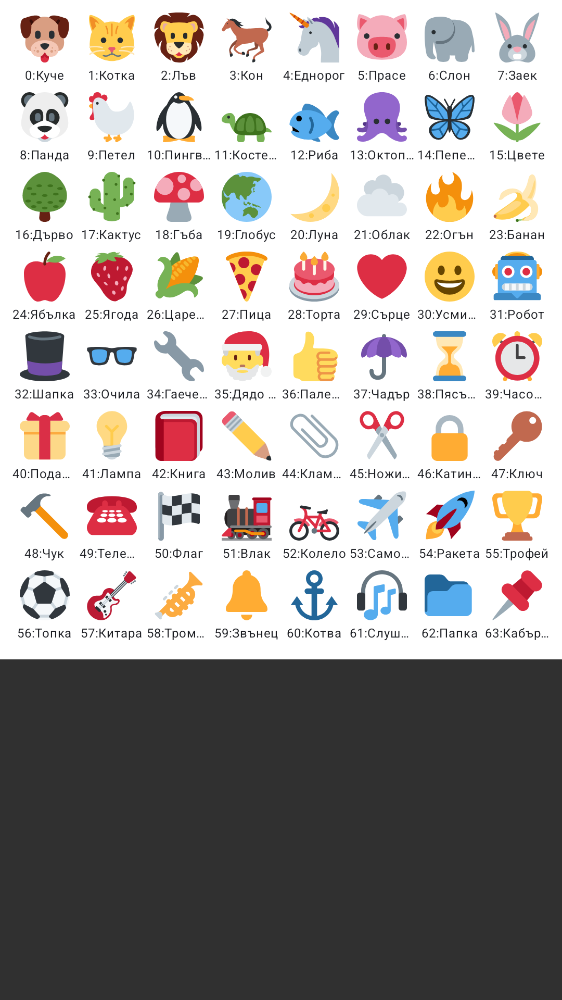 0:Куче 1:Котка 2:Лъв 3:Кон 4:Еднорог 5:Прасе 6:Слон 7:Заек
8:Панда 9:Петел 10:Пингв… 11:Косте… 12:Риба 13:Октоп… 14:Пепе… 15:Цвете
16:Дърво 17:Кактус 18:Гъба 19:Глобус 20:Луна 21:Облак 22:Огън 23:Банан
24:Ябълка 25:Ягода 26:Царе… 27:Пица 28:Торта 29:Сърце 30:Усми… 31:Робот
32:Шапка 33:Очила 34:Гаече… 35:Дядо … 36:Пале… 37:Чадър 38:Пясъ… 39:Часо…
40:Пода… 41:Лампа 42:Книга 43:Молив 44:Клам… 45:Ножи… 46:Катин… 47:Ключ
48:Чук 49:Теле… 50:Флаг 51:Влак 52:Колело 53:Само… 54:Ракета 55:Трофей
56:Топка 57:Китара 58:Тром… 59:Звънец 60:Котва 61:Слуш… 62:Папка 63:Кабър…